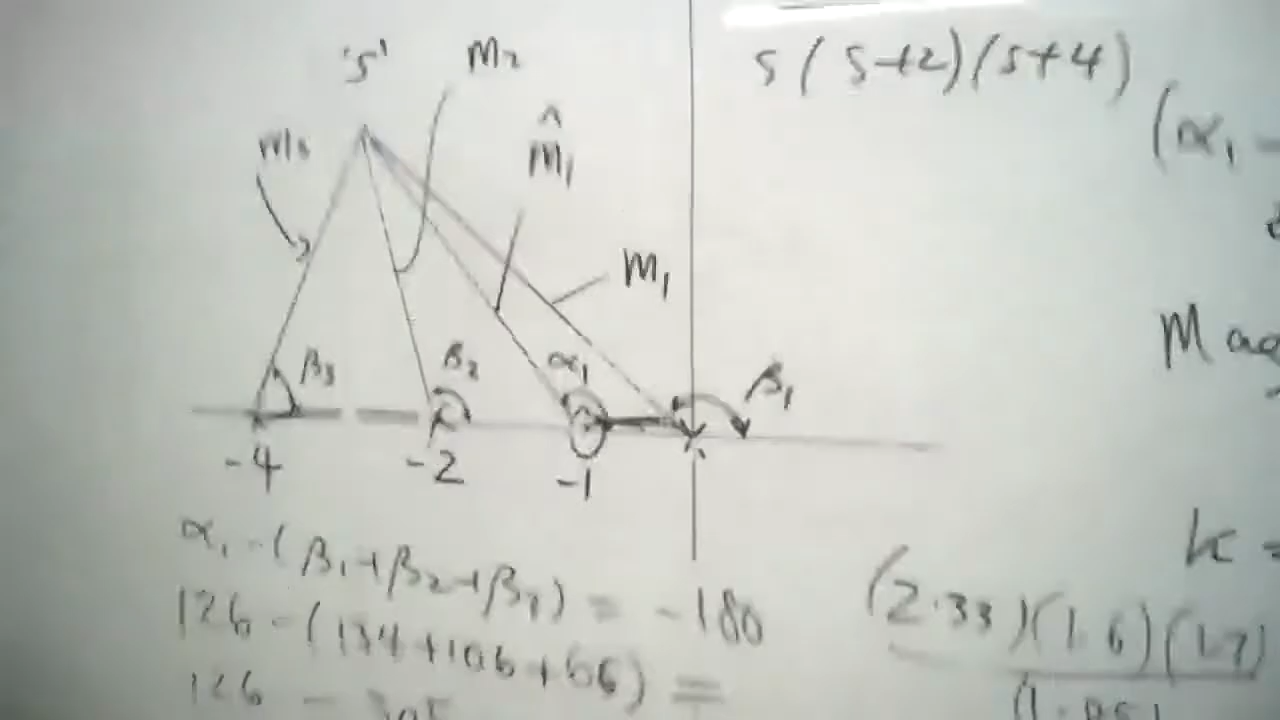 's'
M2
s(s+2)(s+4)
(α1 -
M̂1
M1
β3
β2
α1
β1
Mag
-4
-2
-1
α1 - (β1+β2+β3) = -180
126 - (134+106+66) =
126 - 305
k =
(2.33)(1.6)(1.7)